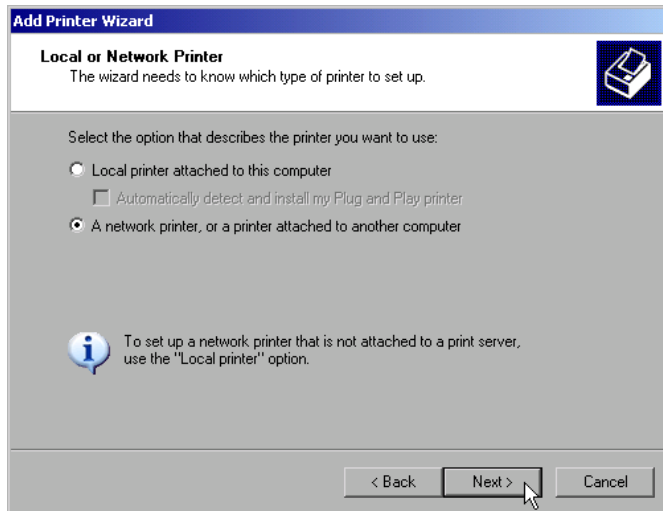 Add Printer Wizard
Local or Network Printer
The wizard needs to know which type of printer to set up.
Select the option that describes the printer you want to use:
Local printer attached to this computer
Automatically detect and install my Plug and Play printer
A network printer, or a printer attached to another computer
To set up a network printer that is not attached to a print server,
use the "Local printer" option.
< Back Next > Cancel